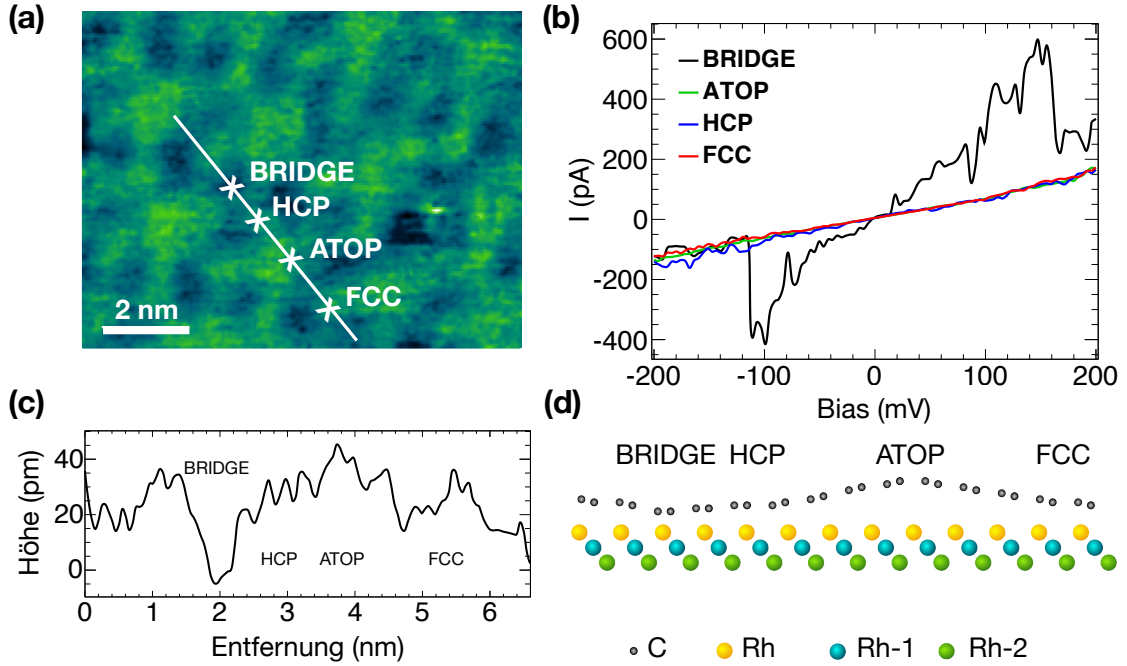 (a)
BRIDGE
HCP
ATOP
FCC
2 nm
(b)
BRIDGE
ATOP
HCP
FCC
I (pA)
600
400
200
0
-200
-400
-200 -100 0 100 200
Bias (mV)
(c)
Höhe (pm)
40
20
0
BRIDGE
HCP ATOP FCC
0 1 2 3 4 5 6
Entfernung (nm)
(d)
BRIDGE HCP ATOP FCC
C Rh Rh-1 Rh-2